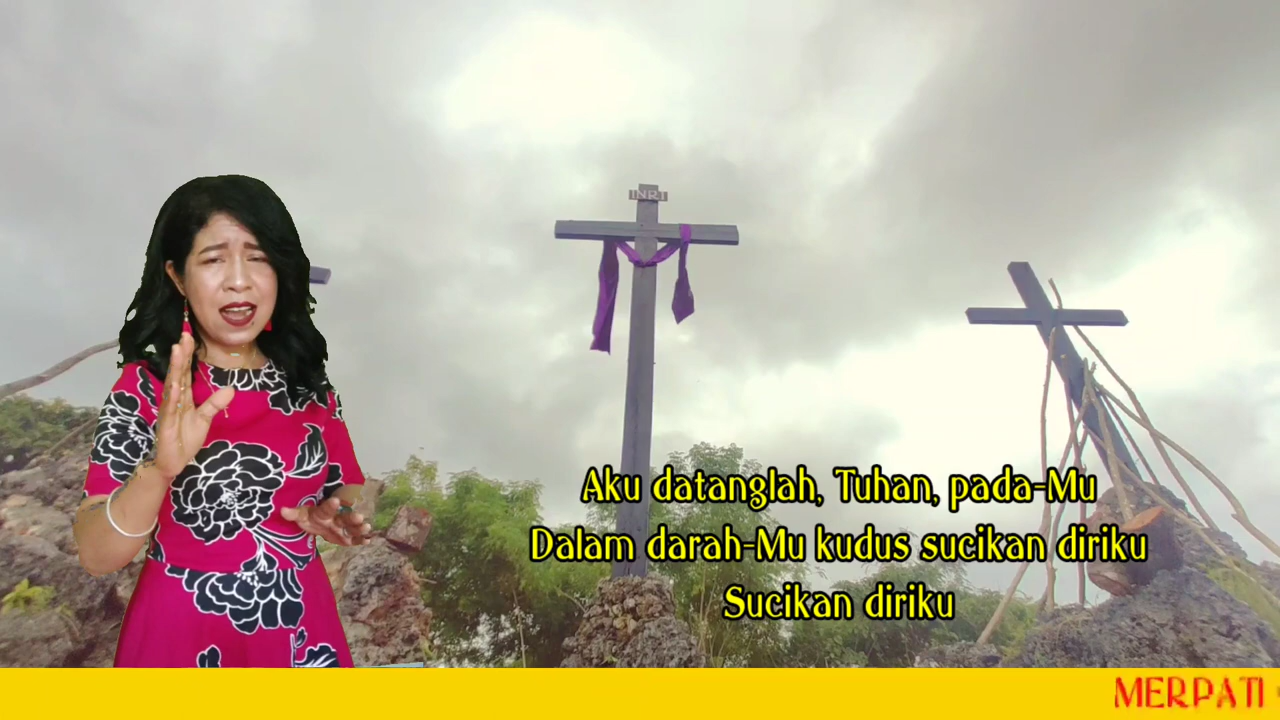 INRI
Aku datanglah, Tuhan, pada-Mu
Dalam darah-Mu kudus sucikan diriku
Sucikan diriku
MERPATI